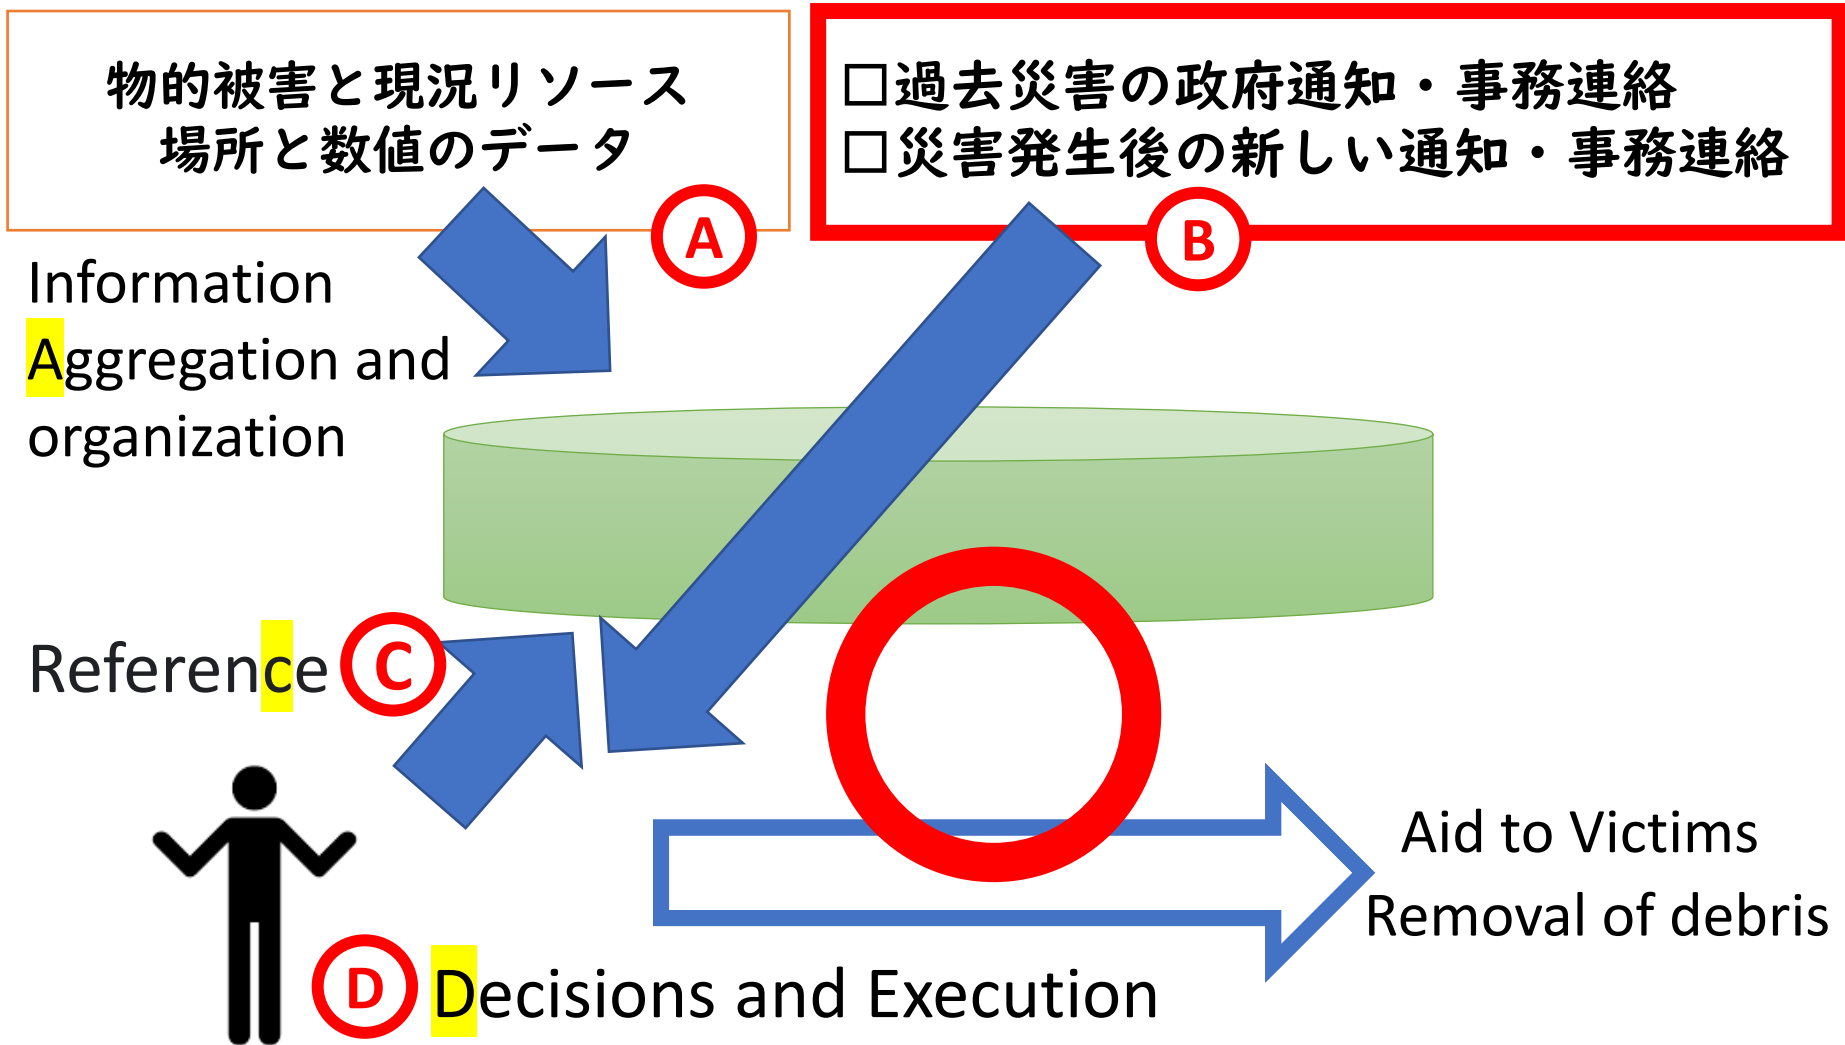 物的被害と現況リソース
場所と数値のデータ
A
□過去災害の政府通知・事務連絡
□災害発生後の新しい通知・事務連絡
B
Information
Aggregation and
organization
Reference
C
Aid to Victims
Removal of debris
D
Decisions and Execution